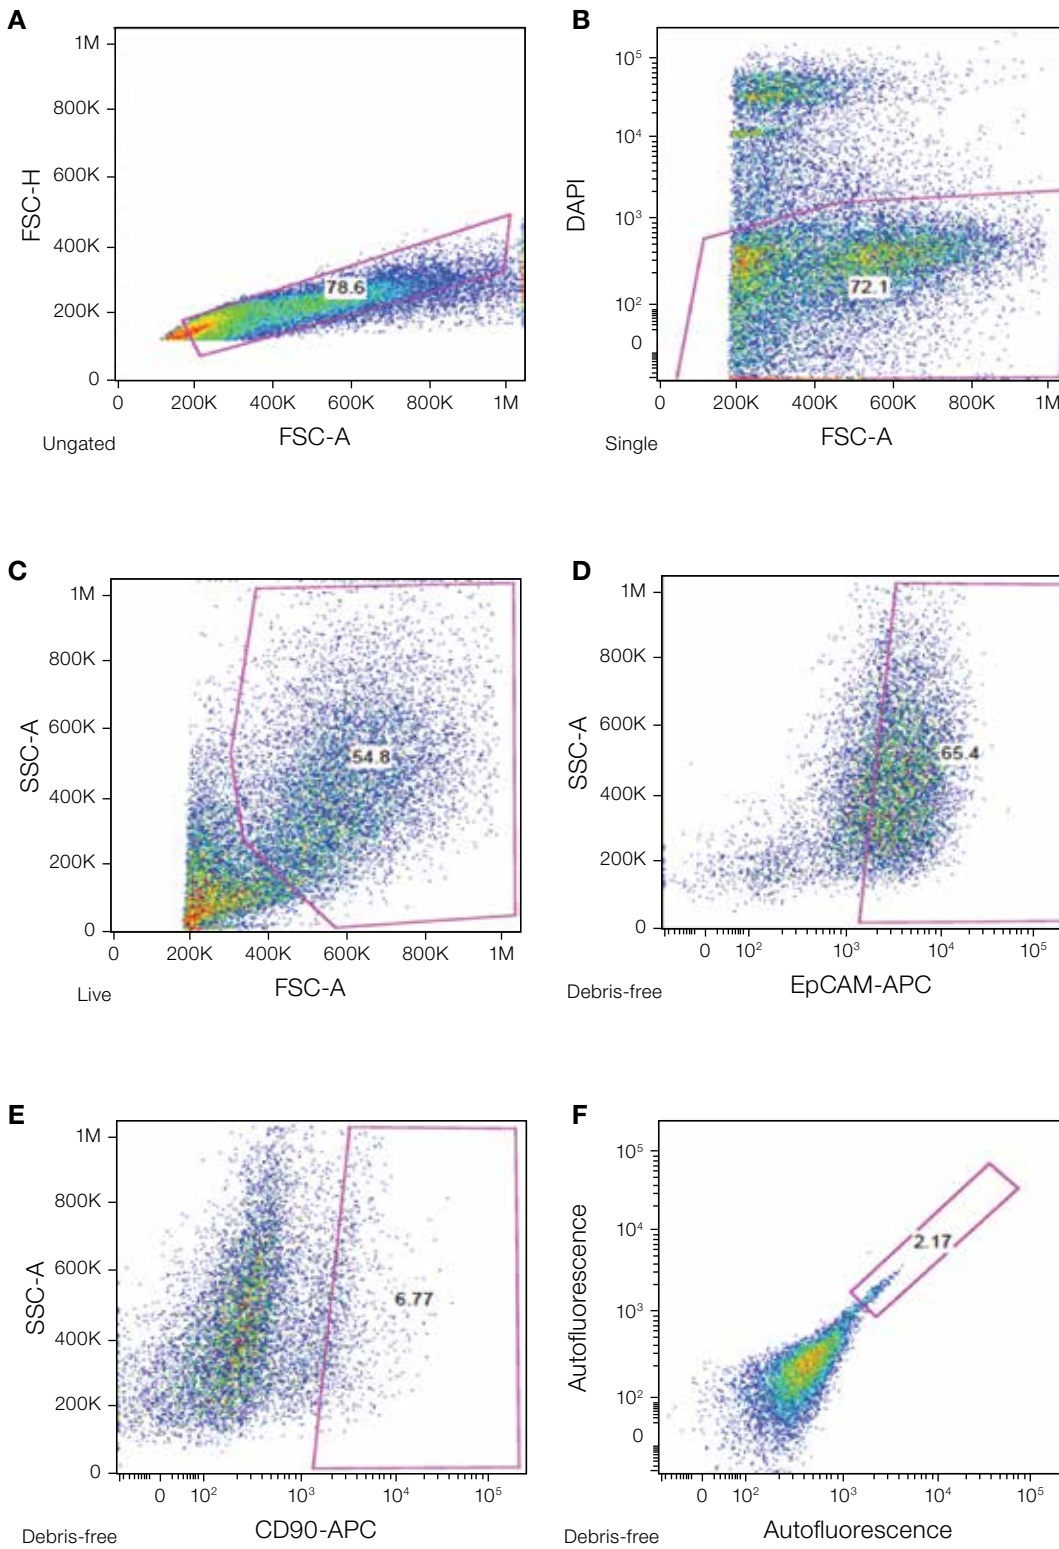 A
1M
800K
600K
400K
200K
0
FSC-H
78.6
0 200K 400K 600K 800K 1M
Ungated
FSC-A
B
10⁵
10⁴
10³
10²
0
DAPI
72.1
0 200K 400K 600K 800K 1M
Single
FSC-A
C
1M
800K
600K
400K
200K
0
SSC-A
54.8
0 200K 400K 600K 800K 1M
Live
FSC-A
D
1M
800K
600K
400K
200K
0
SSC-A
65.4
0 10² 10³ 10⁴ 10⁵
Debris-free
EpCAM-APC
E
1M
800K
600K
400K
200K
0
SSC-A
6.77
0 10² 10³ 10⁴ 10⁵
Debris-free
CD90-APC
F
10⁵
10⁴
10³
10²
0
Autofluorescence
2.17
0 10² 10³ 10⁴ 10⁵
Debris-free
Autofluorescence